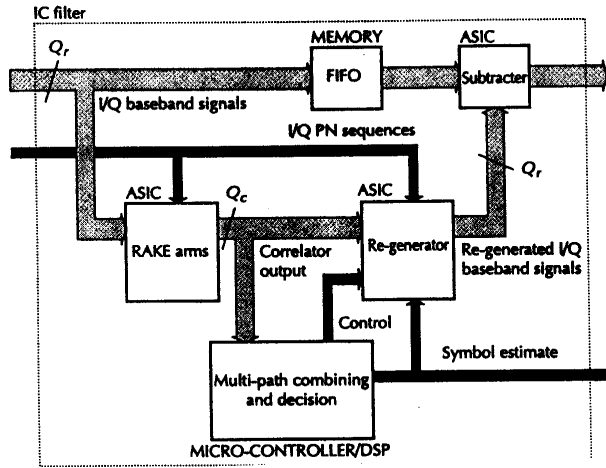 IC filter
Qr
MEMORY
FIFO
ASIC
Subtracter
I/Q baseband signals
I/Q PN sequences
Qr
ASIC
RAKE arms
Qc
ASIC
Re-generator
Correlator
output
Re-generated I/Q
baseband signals
Control
Symbol estimate
Multi-path combining
and decision
MICRO-CONTROLLER/DSP